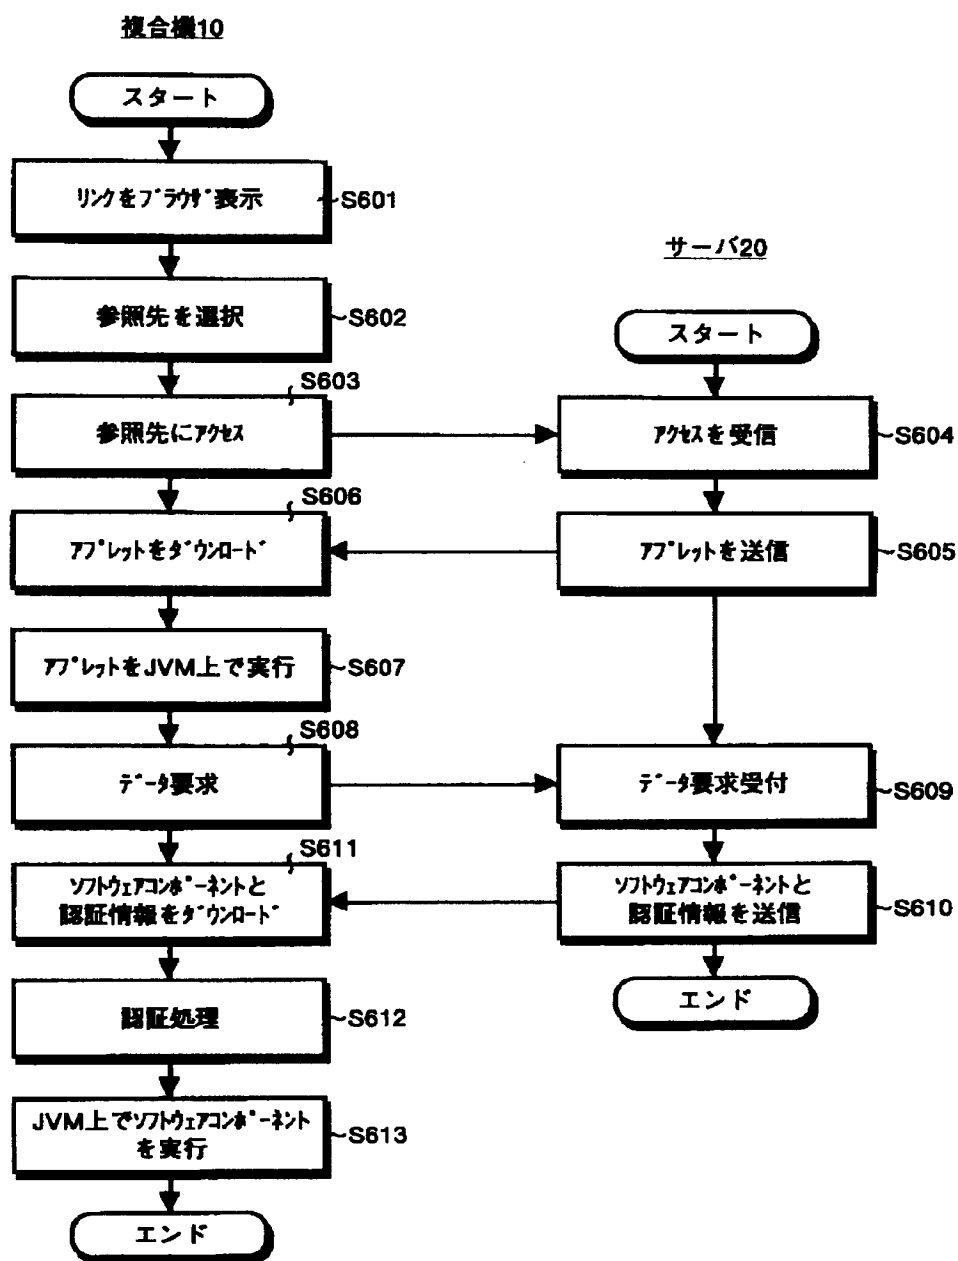 複合機10
スタート
リンクをブラウザ表示
S601
参照先を選択
S602
S603
参照先にアクセス
S606
アプレットをダウンロード
アプレットをJVM上で実行
S607
S608
データ要求
S611
ソフトウェアコンポーネントと
認証情報をダウンロード
認証処理
S612
JVM上でソフトウェアコンポーネント
を実行
S613
エンド
サーバ20
スタート
アクセスを受信
S604
アプレットを送信
S605
データ要求受付
S609
ソフトウェアコンポーネントと
認証情報を送信
S610
エンド